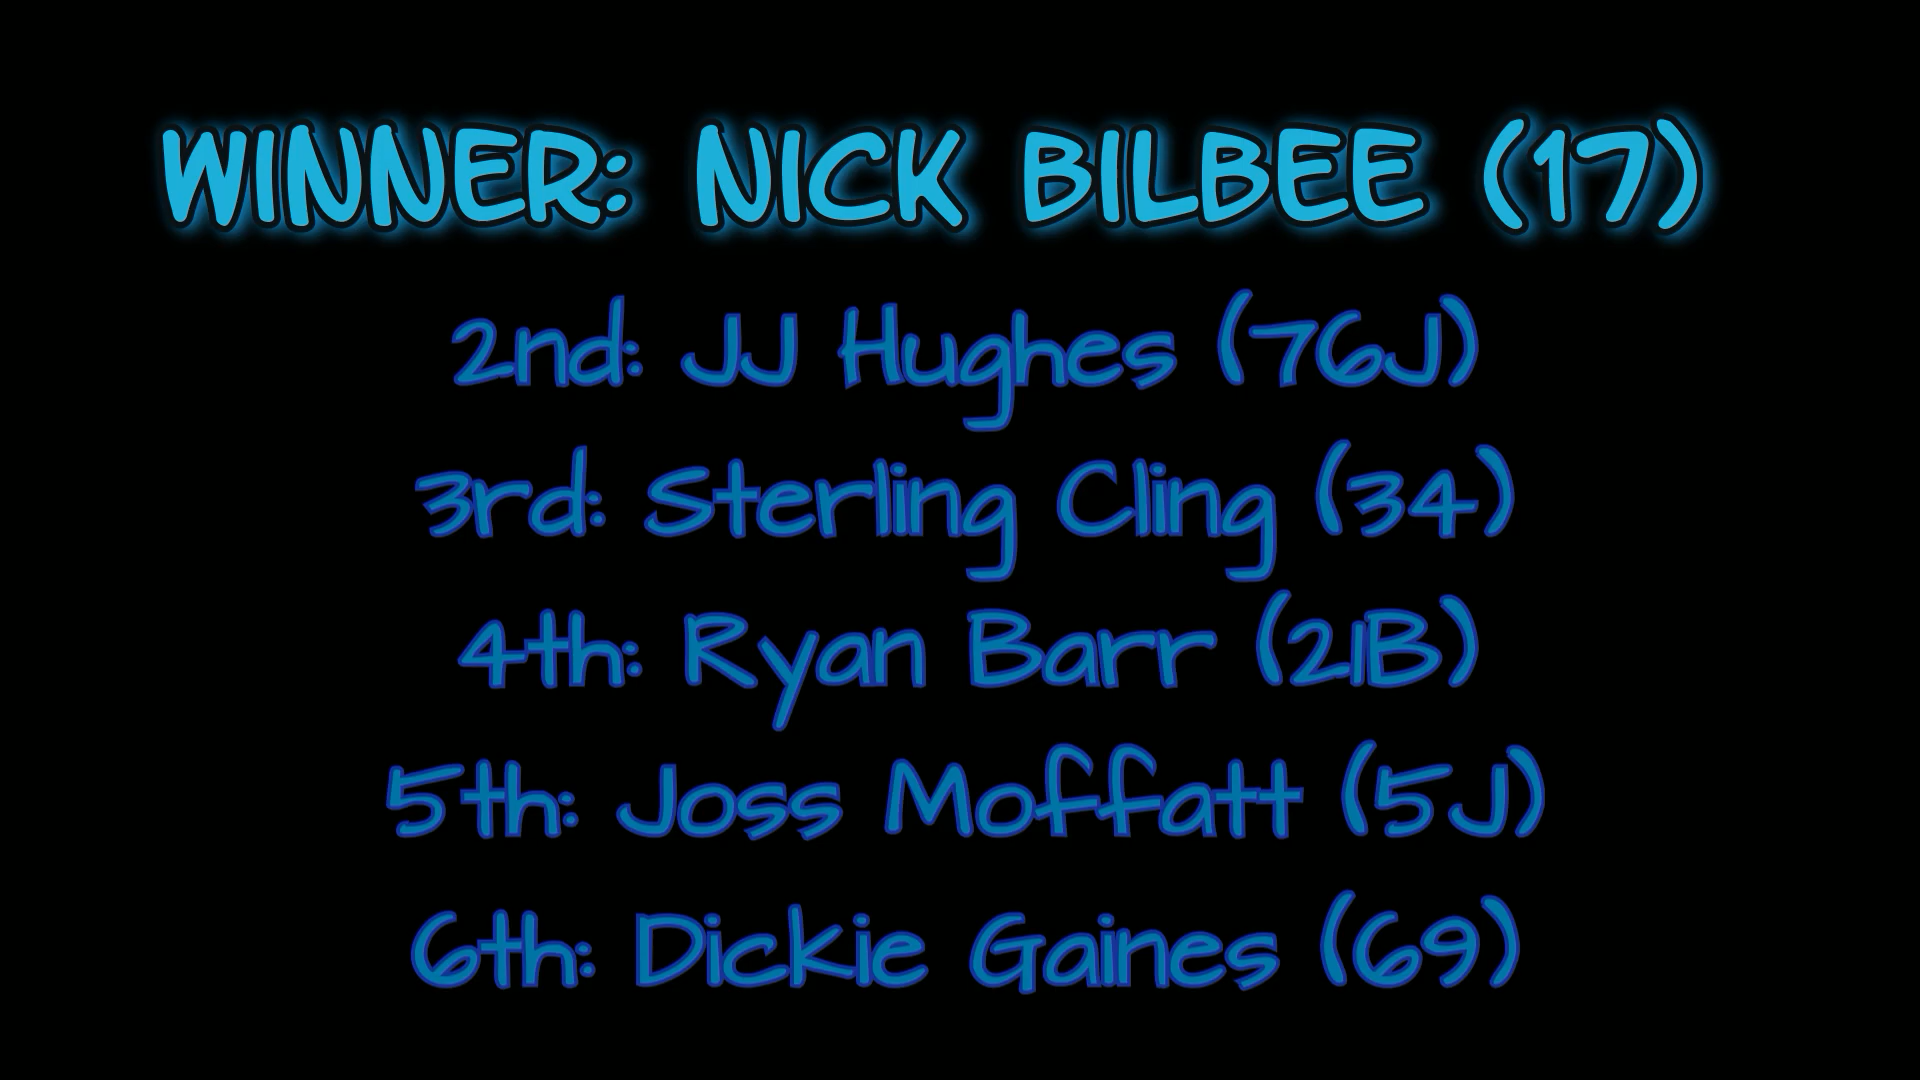 WINNER: NICK BILBEE (17)
2nd: JJ Hughes (76J)
3rd: Sterling Cling (34)
4th: Ryan Barr (21B)
5th: Joss Moffatt (5J)
6th: Dickie Gaines (69)